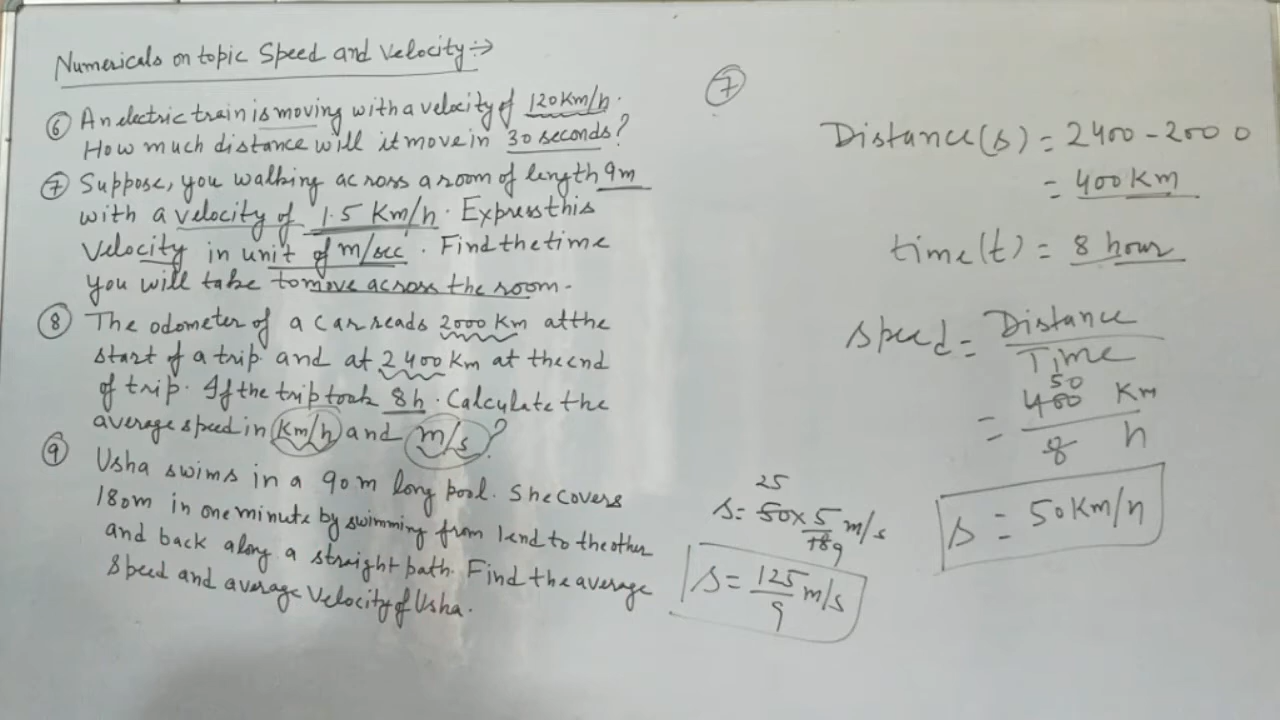 Numericals on topic Speed and Velocity :→
⑥ An electric train is moving with a velocity of 120 Km/h.
How much distance will it move in 30 seconds?
⑦ Suppose, you walking across a room of length 9m
with a velocity of 1.5 Km/h. Express this
Velocity in unit of m/sec. Find the time
you will take to move across the room.
⑧ The odometer of a car reads 2000 Km at the
start of a trip and at 2400 Km at the end
of trip. If the trip took 8h. Calculate the
average speed in Km/h and m/s?
⑨ Usha swims in a 90m long pool. She covers
180m in one minute by swimming from 1 end to the other
and back along a straight path. Find the average
Speed and average Velocity of Usha.
⑦
Distance(s) = 2400 - 2000
= 400 Km
time(t) = 8 hour
Speed = Distance
Time
50
= 400 Km
8 h
s = 50 Km/h
25
s = 50 × 5 m/s
18 9
s = 125 m/s
9